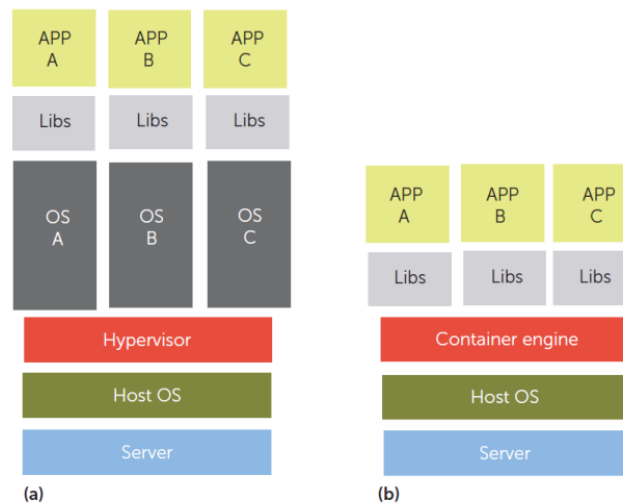 APP
A
APP
B
APP
C
Libs
Libs
Libs
OS
A
OS
B
OS
C
Hypervisor
Host OS
Server
(a)
APP
A
APP
B
APP
C
Libs
Libs
Libs
Container engine
Host OS
Server
(b)